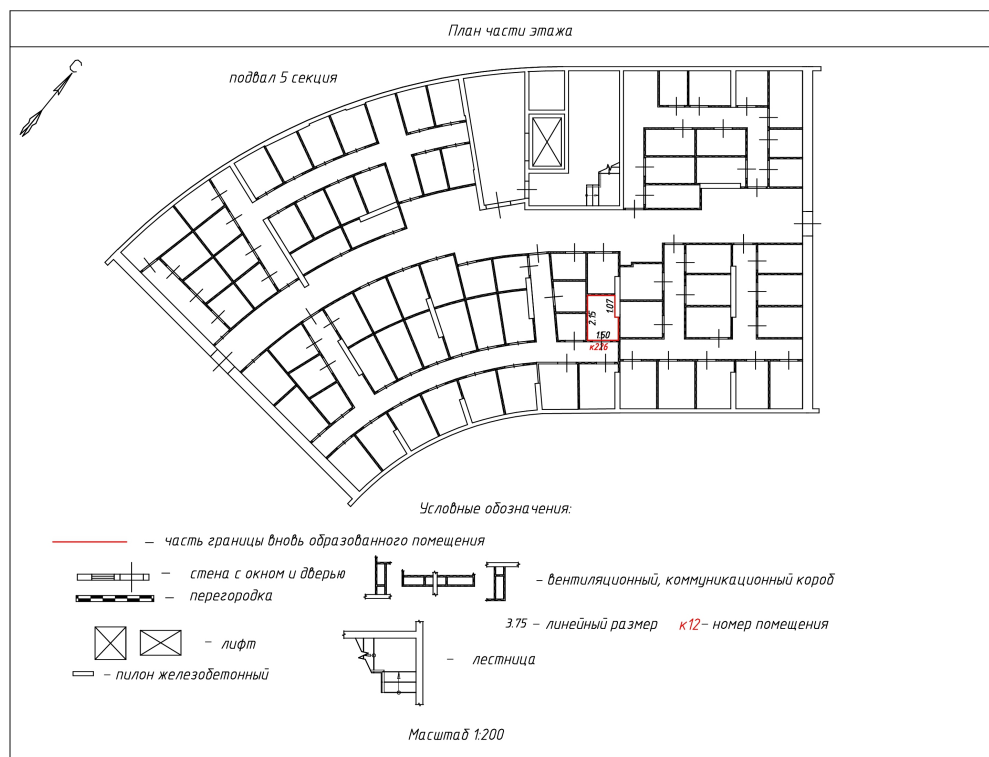 План части этажа
С
подвал 5 секция
2.15
1.07
1.50
к226
Условные обозначения:
— часть границы вновь образованного помещения
— стена с окном и дверью
— перегородка
— вентиляционный, коммуникационный короб
3.75 — линейный размер к12— номер помещения
— лифт
— лестница
— пилон железобетонный
Масштаб 1:200